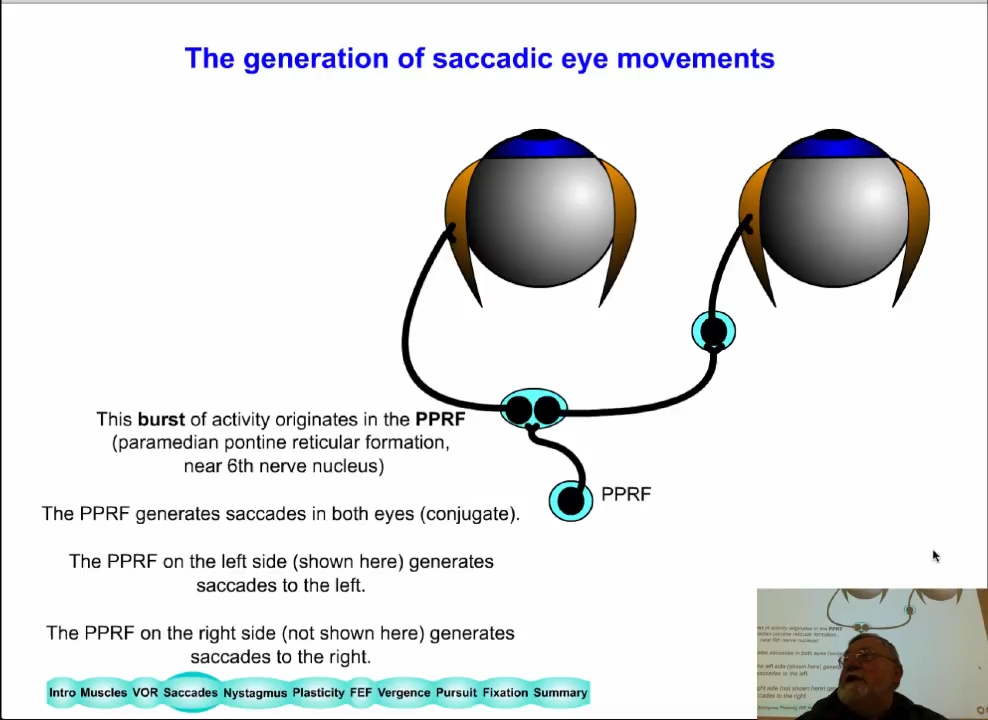 The generation of saccadic eye movements
This burst of activity originates in the PPRF
(paramedian pontine reticular formation,
near 6th nerve nucleus)
PPRF
The PPRF generates saccades in both eyes (conjugate).
The PPRF on the left side (shown here) generates
saccades to the left.
The PPRF on the right side (not shown here) generates
saccades to the right.
Intro Muscles VOR Saccades Nystagmus Plasticity FEF Vergence Pursuit Fixation Summary